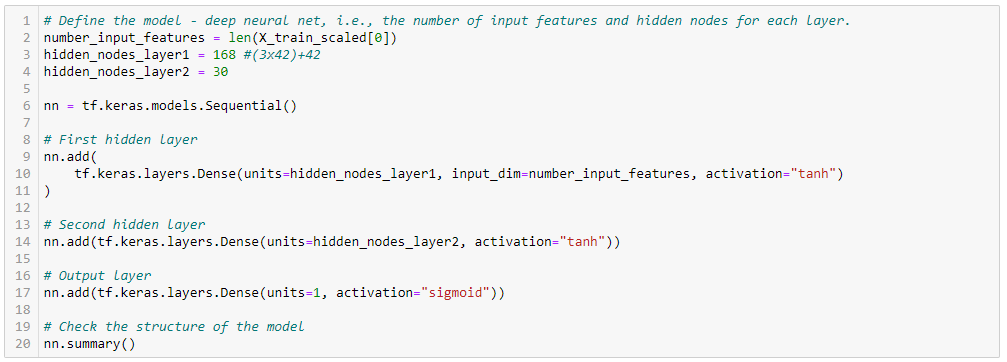 1 # Define the model - deep neural net, i.e., the number of input features and hidden nodes for each layer.
2 number_input_features = len(X_train_scaled[0])
3 hidden_nodes_layer1 = 168 #(3x42)+42
4 hidden_nodes_layer2 = 30
5
6 nn = tf.keras.models.Sequential()
7
8 # First hidden layer
9 nn.add(
10     tf.keras.layers.Dense(units=hidden_nodes_layer1, input_dim=number_input_features, activation="tanh")
11 )
12
13 # Second hidden layer
14 nn.add(tf.keras.layers.Dense(units=hidden_nodes_layer2, activation="tanh"))
15
16 # Output layer
17 nn.add(tf.keras.layers.Dense(units=1, activation="sigmoid"))
18
19 # Check the structure of the model
20 nn.summary()